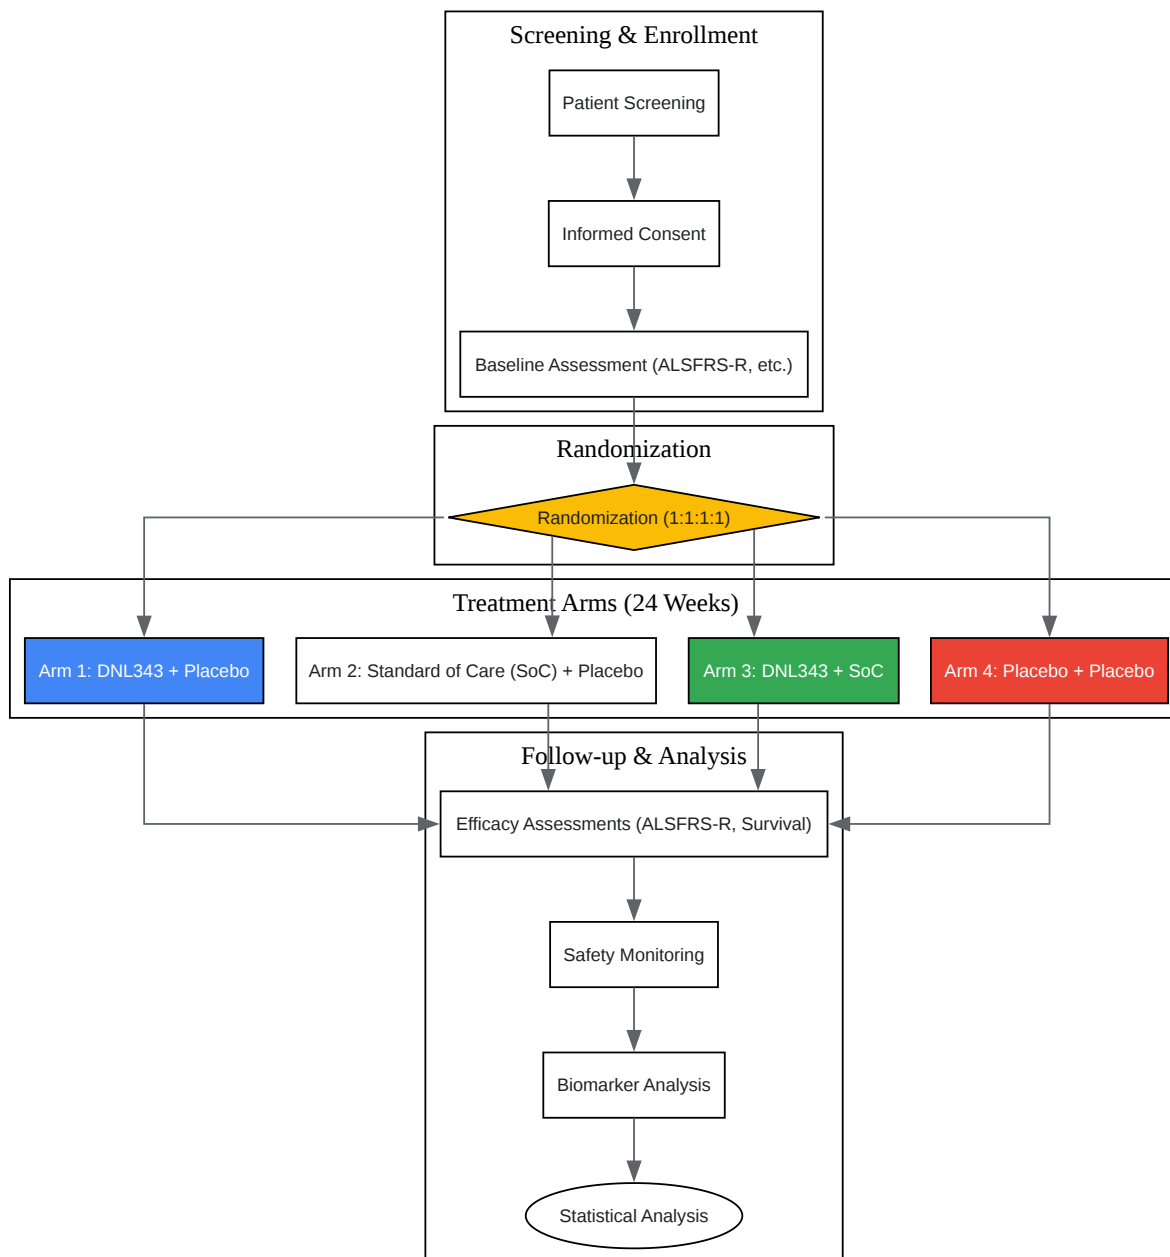 Screening & Enrollment
Patient Screening
Informed Consent
Baseline Assessment (ALSFRS-R, etc.)
Randomization
Randomization (1:1:1:1)
Treatment Arms (24 Weeks)
Arm 1: DNL343 + Placebo
Arm 2: Standard of Care (SoC) + Placebo
Arm 3: DNL343 + SoC
Arm 4: Placebo + Placebo
Follow-up & Analysis
Efficacy Assessments (ALSFRS-R, Survival)
Safety Monitoring
Biomarker Analysis
Statistical Analysis